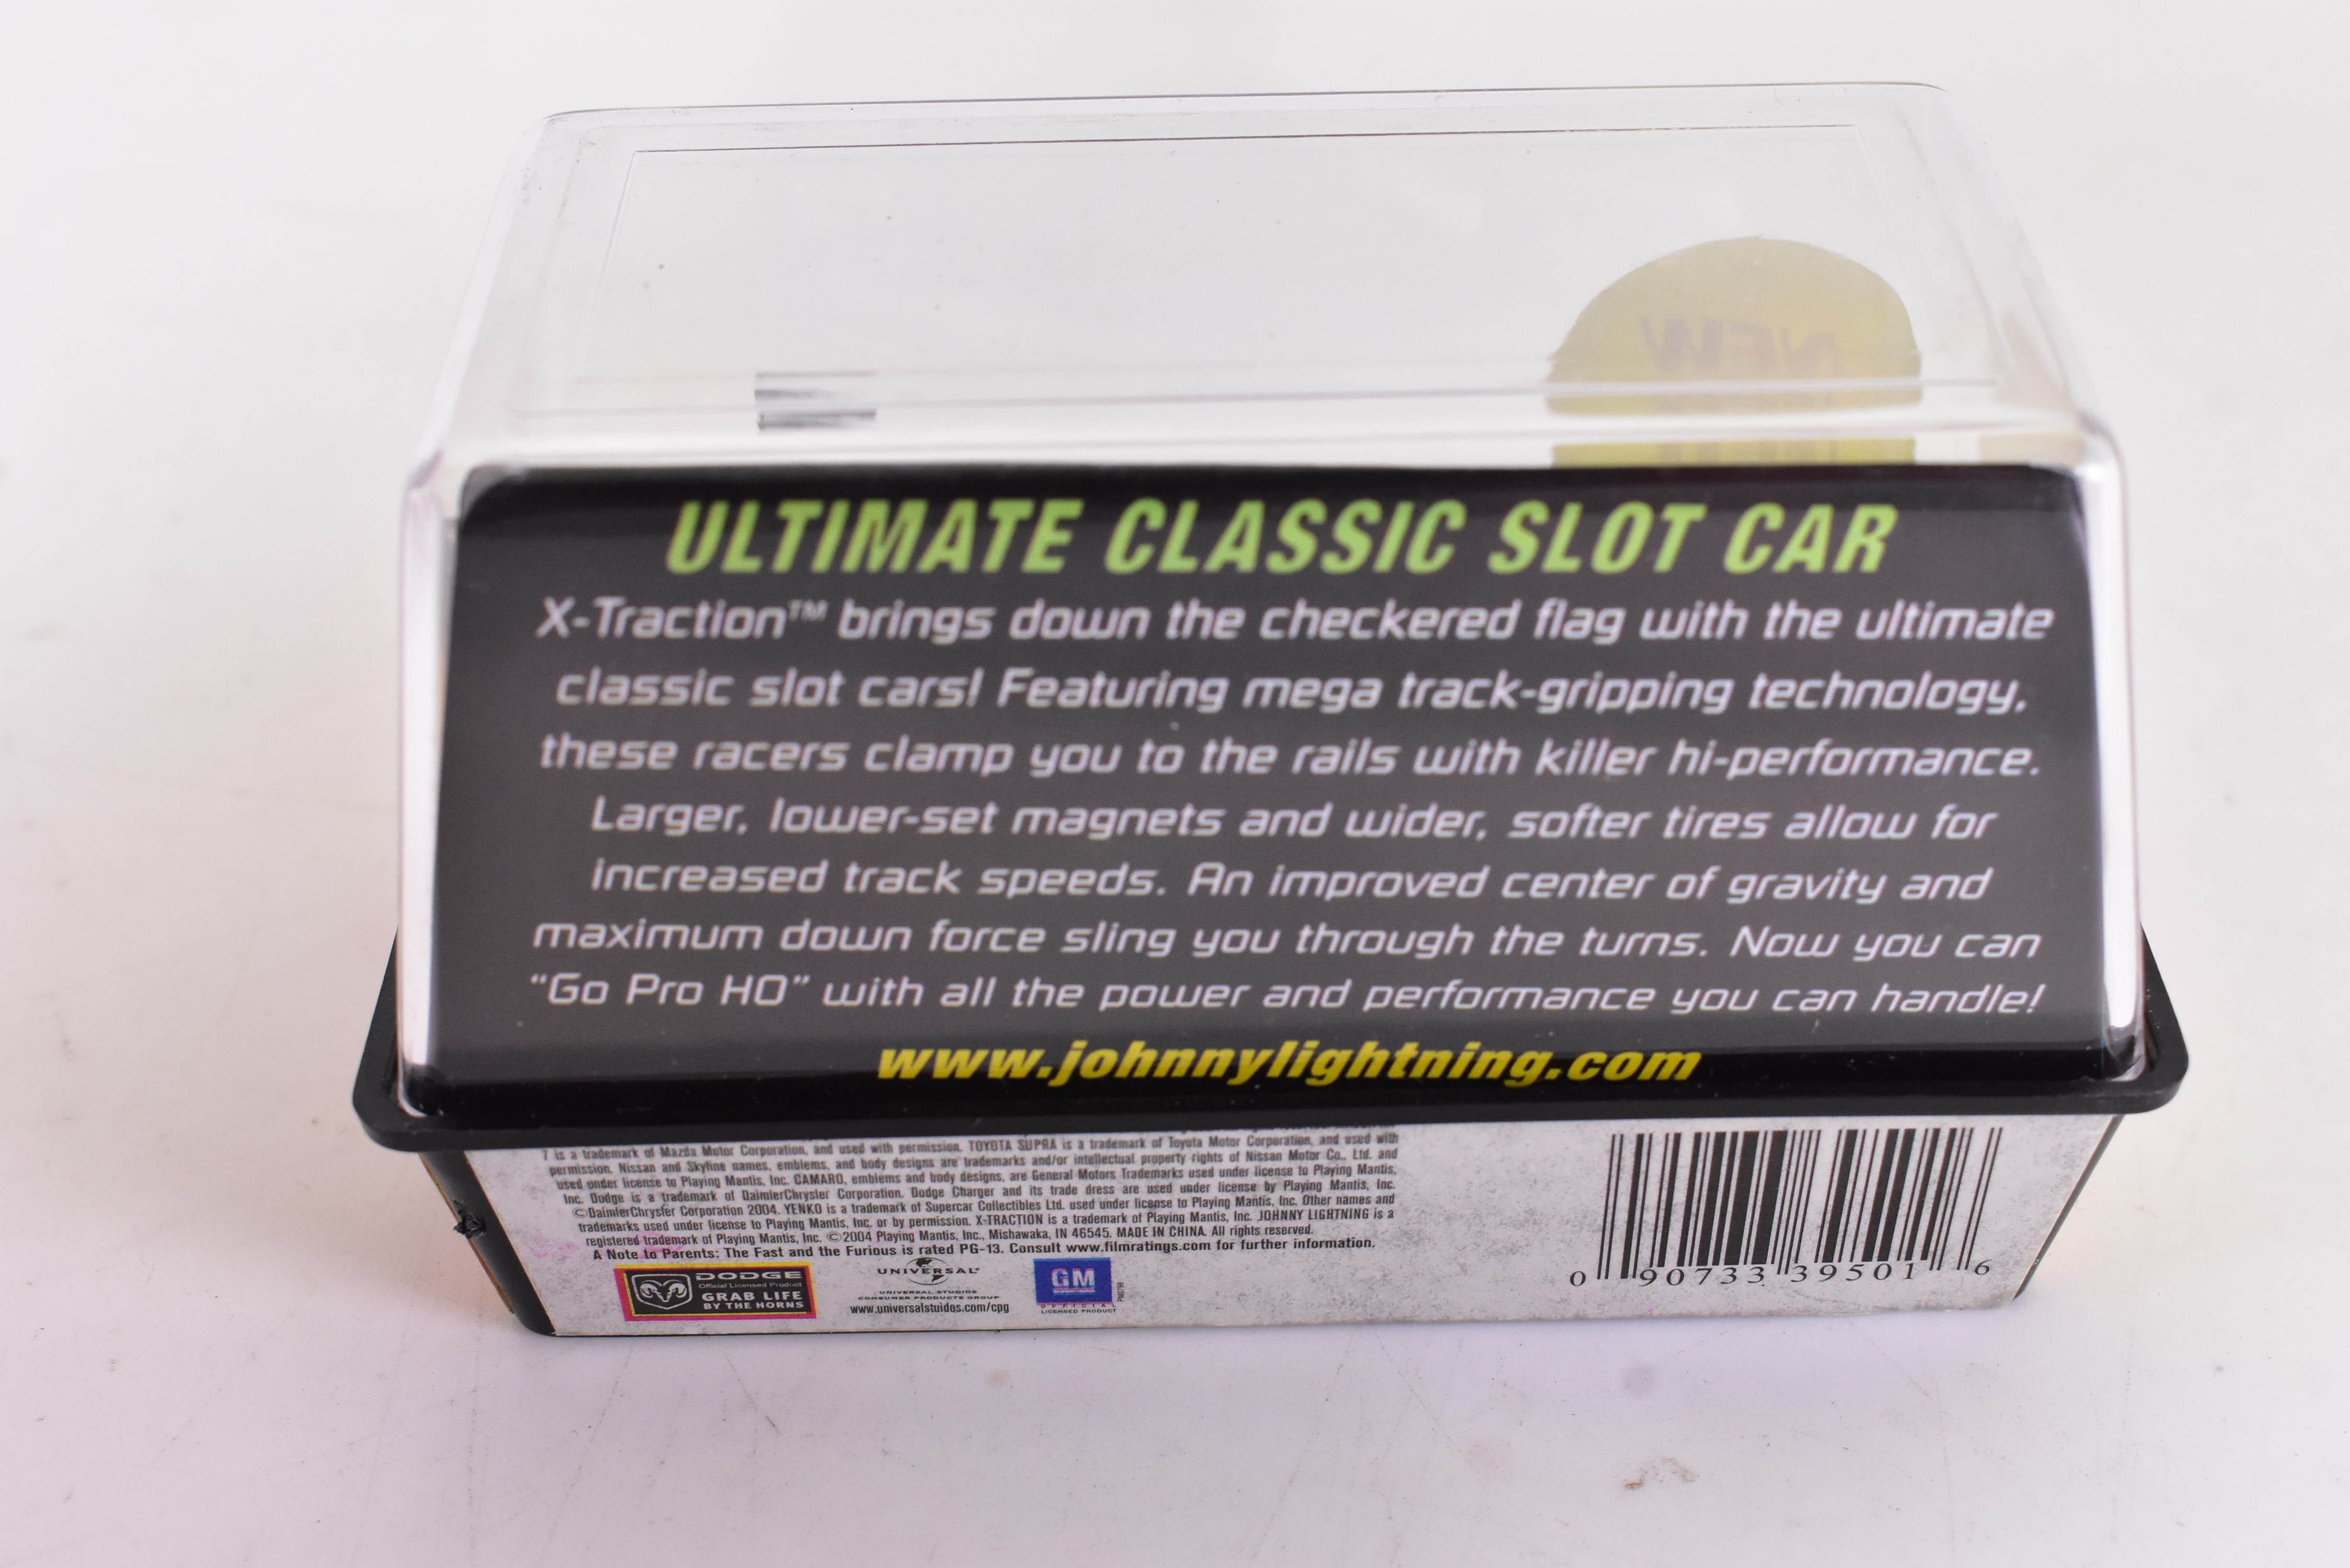 NEW
ULTIMATE CLASSIC SLOT CAR
X-Traction™ brings down the checkered flag with the ultimate
classic slot cars! Featuring mega track-gripping technology,
these racers clamp you to the rails with killer hi-performance.
Larger, lower-set magnets and wider, softer tires allow for
increased track speeds. An improved center of gravity and
maximum down force sling you through the turns. Now you can
“Go Pro HO” with all the power and performance you can handle!
www.johnnylightning.com
7 is a trademark of Mazda Motor Corporation, and used with permission. TOYOTA SUPRA is a trademark of Toyota Motor Corporation, and used with
permission. Nissan and Skyline names, emblems, and body designs are trademarks and/or intellectual property rights of Nissan Motor Co., Ltd. and
used under license to Playing Mantis, Inc. CAMARO, emblems and body designs, are General Motors Trademarks used under license to Playing Mantis,
Inc. Dodge is a trademark of DaimlerChrysler Corporation. Dodge Charger and its trade dress are used under license by Playing Mantis, Inc.
©DaimlerChrysler Corporation 2004. YENKO is a trademark of Supercar Collectibles Ltd. used under license to Playing Mantis, Inc. Other names and
trademarks used under license to Playing Mantis, Inc. or by permission. X-TRACTION is a trademark of Playing Mantis, Inc. JOHNNY LIGHTNING is a
registered trademark of Playing Mantis, Inc. ©2004 Playing Mantis, Inc., Mishawaka, IN 46545. MADE IN CHINA. All rights reserved.
A Note to Parents: The Fast and the Furious is rated PG-13. Consult www.filmratings.com for further information.
DODGE
Official Licensed Product
GRAB LIFE
BY THE HORNS
UNIVERSAL
UNIVERSAL STUDIOS
CONSUMER PRODUCTS GROUP
www.universalstuidos.com/cpg
GM
OFFICIAL
LICENSED PRODUCT
0 90733 39501 6